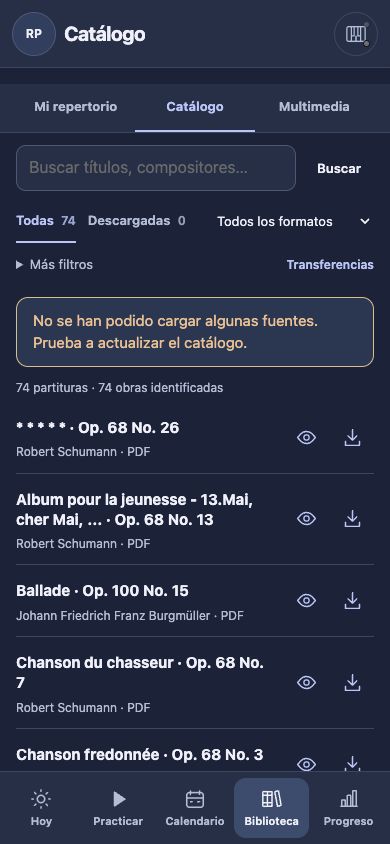 RP
Catálogo
Mi repertorio
Catálogo
Multimedia
Buscar títulos, compositores...
Buscar
Todas 74
Descargadas 0
Todos los formatos
Más filtros
Transferencias
No se han podido cargar algunas fuentes.
Prueba a actualizar el catálogo.
74 partituras · 74 obras identificadas
* * * * * · Op. 68 No. 26
Robert Schumann · PDF
Album pour la jeunesse - 13.Mai,
cher Mai, ... · Op. 68 No. 13
Robert Schumann · PDF
Ballade · Op. 100 No. 15
Johann Friedrich Franz Burgmüller · PDF
Chanson du chasseur · Op. 68 No.
7
Robert Schumann · PDF
Chanson fredonnée · Op. 68 No. 3
Hoy
Practicar
Calendario
Biblioteca
Progreso